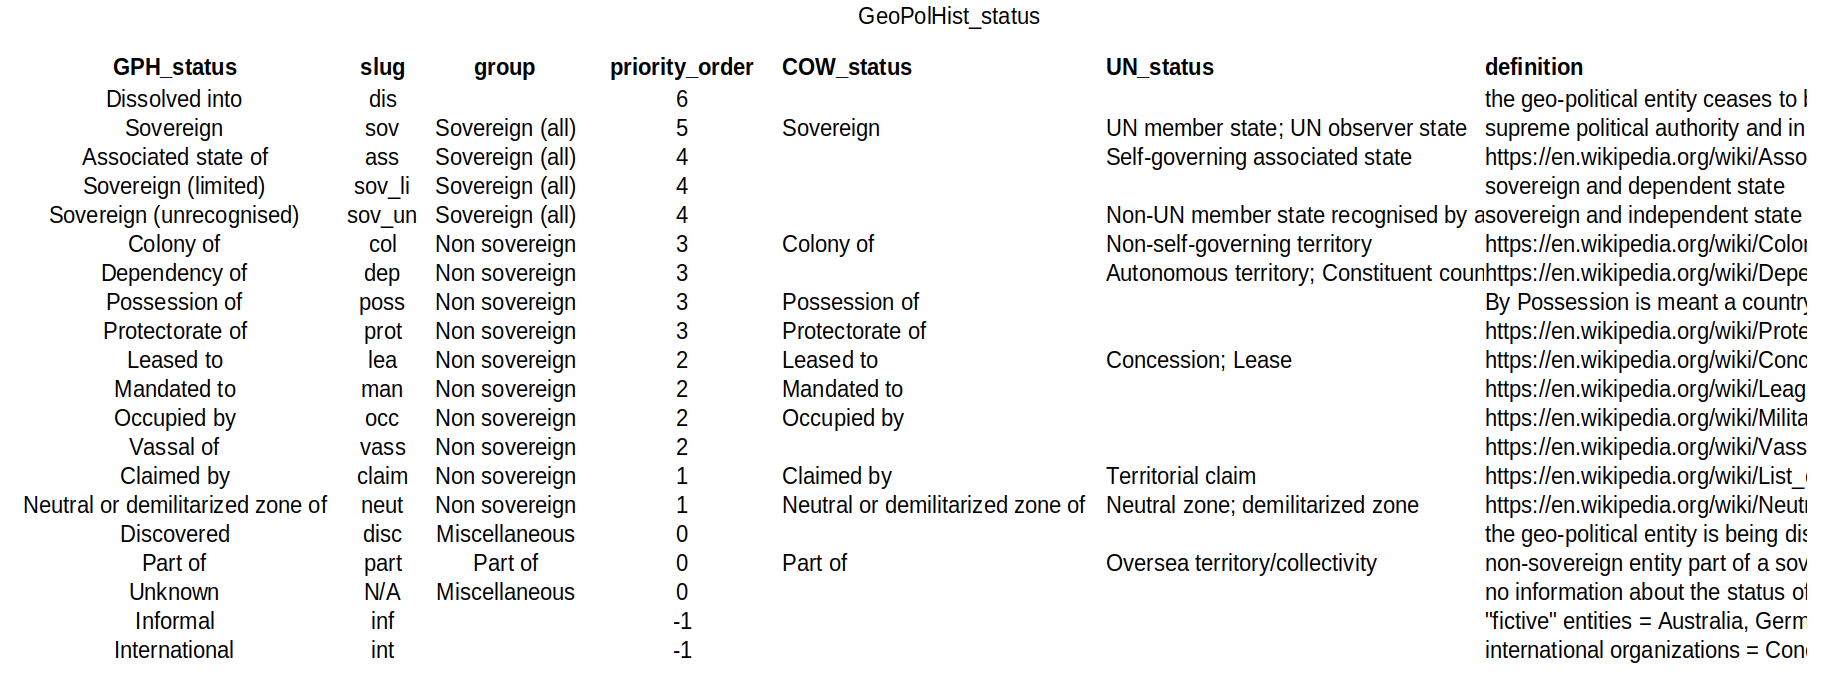 GeoPolHist_status
GPH_status slug group priority_order COW_status UN_status definition
Dissolved into dis 6 the geo-political entity ceases to
Sovereign sov Sovereign (all) 5 Sovereign UN member state; UN observer state supreme political authority and in
Associated state of ass Sovereign (all) 4 Self-governing associated state https://en.wikipedia.org/wiki/Asso
Sovereign (limited) sov_li Sovereign (all) 4 sovereign and dependent state
Sovereign (unrecognised) sov_un Sovereign (all) 4 Non-UN member state recognised by a sovereign and independent state
Colony of col Non sovereign 3 Colony of Non-self-governing territory https://en.wikipedia.org/wiki/Color
Dependency of dep Non sovereign 3 Autonomous territory; Constituent coun https://en.wikipedia.org/wiki/Depe
Possession of poss Non sovereign 3 Possession of By Possession is meant a country
Protectorate of prot Non sovereign 3 Protectorate of https://en.wikipedia.org/wiki/Prote
Leased to lea Non sovereign 2 Leased to Concession; Lease https://en.wikipedia.org/wiki/Conc
Mandated to man Non sovereign 2 Mandated to https://en.wikipedia.org/wiki/Leag
Occupied by occ Non sovereign 2 Occupied by https://en.wikipedia.org/wiki/Milita
Vassal of vass Non sovereign 2 https://en.wikipedia.org/wiki/Vass
Claimed by claim Non sovereign 1 Claimed by Territorial claim https://en.wikipedia.org/wiki/List_
Neutral or demilitarized zone of neut Non sovereign 1 Neutral or demilitarized zone of Neutral zone; demilitarized zone https://en.wikipedia.org/wiki/Neutr
Discovered disc Miscellaneous 0 the geo-political entity is being dis
Part of part Part of 0 Part of Oversea territory/collectivity non-sovereign entity part of a sov
Unknown N/A Miscellaneous 0 no information about the status of
Informal inf -1 "fictive" entities = Australia, Germ
International int -1 international organizations = Con